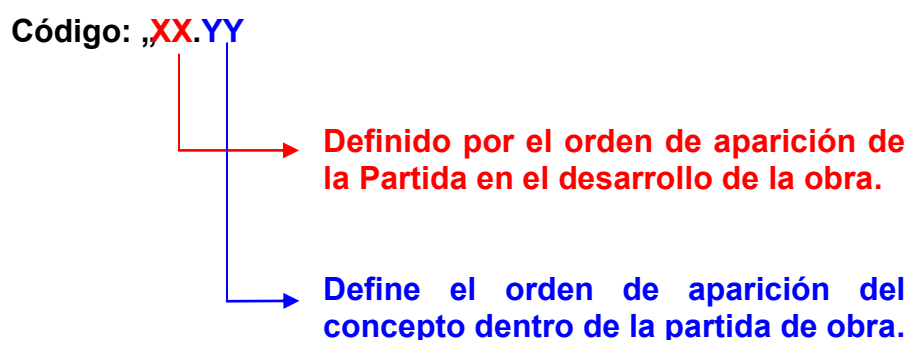 Código: „XX.YY
Definido por el orden de aparición de
la Partida en el desarrollo de la obra.
Define el orden de aparición del
concepto dentro de la partida de obra.